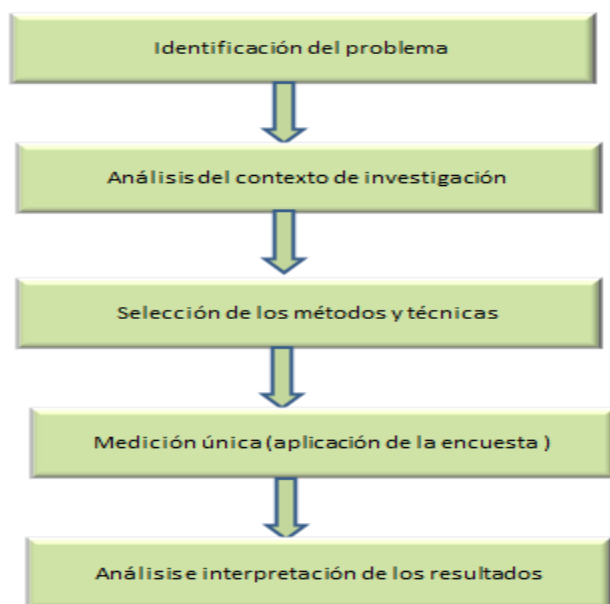 Identificación del problema
Análisis del contexto de investigación
Selección de los métodos y técnicas
Medición única (aplicación de la encuesta )
Análisis e interpretación de los resultados